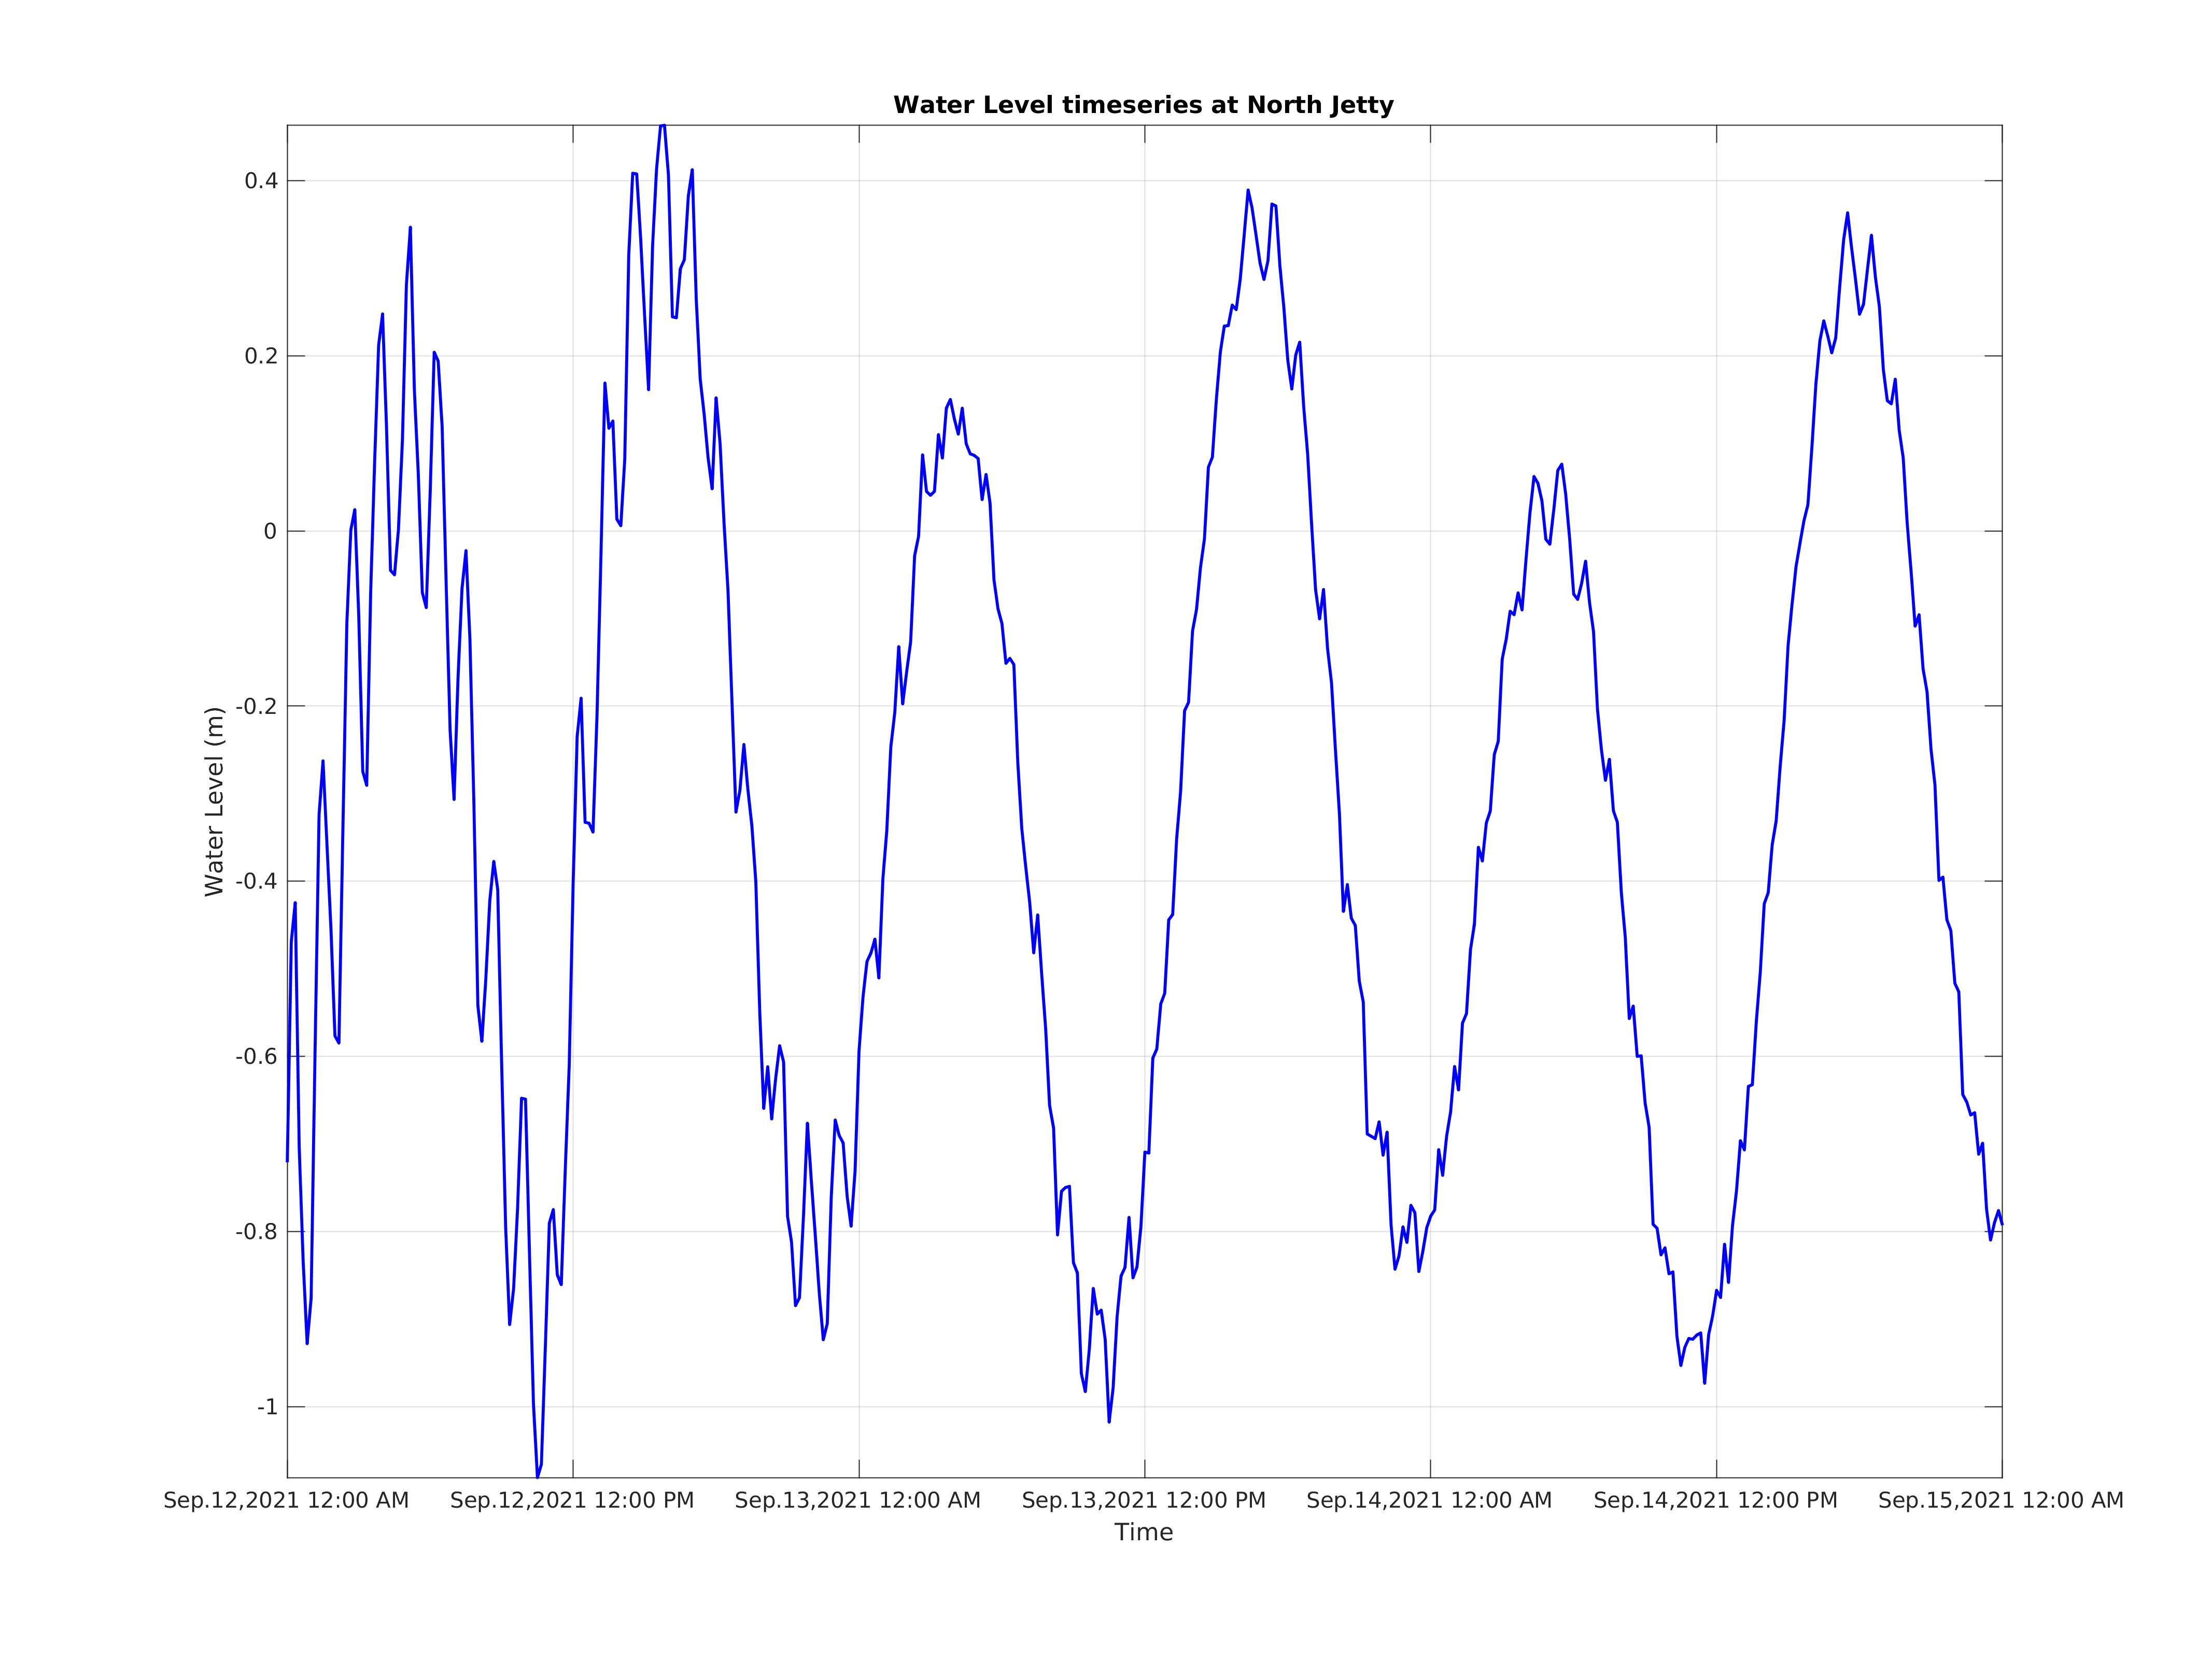 Water Level timeseries at North Jetty
0.4
0.2
0
-0.2
-0.4
-0.6
-0.8
-1
Water Level (m)
Sep.12,2021 12:00 AM
Sep.12,2021 12:00 PM
Sep.13,2021 12:00 AM
Sep.13,2021 12:00 PM
Sep.14,2021 12:00 AM
Sep.14,2021 12:00 PM
Sep.15,2021 12:00 AM
Time